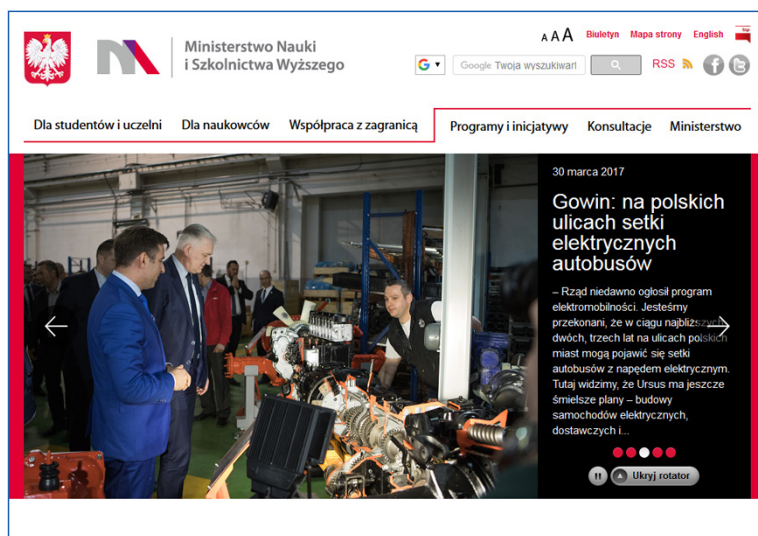 A A A Biuletyn Mapa strony English bip
Ministerstwo Nauki
i Szkolnictwa Wyższego
G Google Twoja wyszukiwarl RSS
Dla studentów i uczelni Dla naukowców Współpraca z zagranicą Programy i inicjatywy Konsultacje Ministerstwo
30 marca 2017
Gowin: na polskich
ulicach setki
elektrycznych
autobusów
– Rząd niedawno ogłosił program
elektromobilności. Jesteśmy
przekonani, że w ciągu najbliższych
dwóch, trzech lat na ulicach polskich
miast mogą pojawić się setki
autobusów z napędem elektrycznym.
Tutaj widzimy, że Ursus ma jeszcze
śmielsze plany – budowy
samochodów elektrycznych,
dostawczych i...
Ukryj rotator